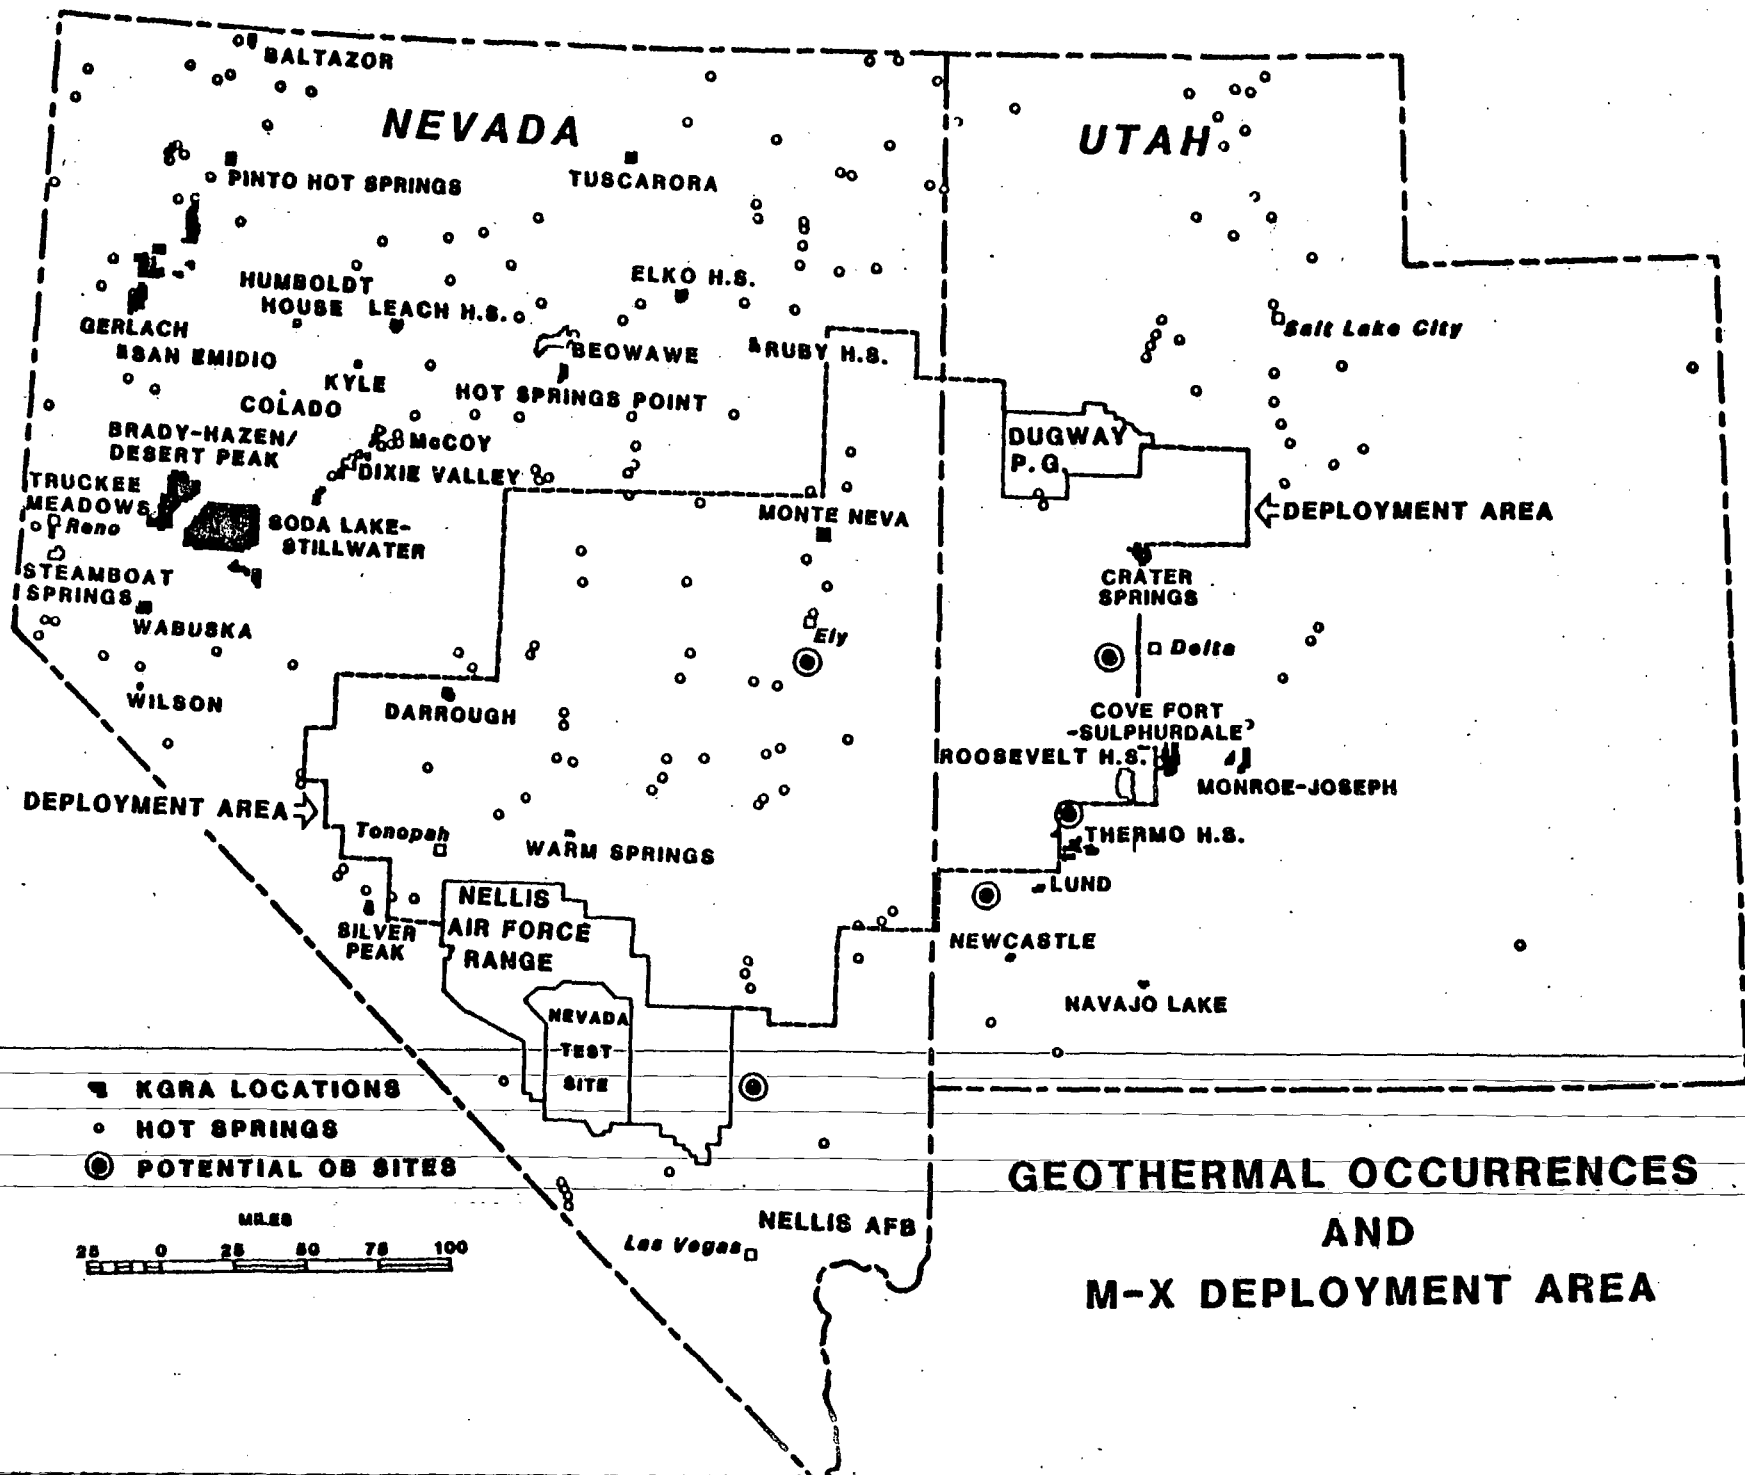 BALTAZOR
NEVADA
UTAH
PINTO HOT SPRINGS
TUSCARORA
HUMBOLDT
HOUSE
LEACH H.S.
ELKO H.S.
GERLACH
SAN EMIDIO
BEOWAWE
RUBY H.S.
Salt Lake City
KYLE
COLADO
HOT SPRINGS POINT
BRADY-HAZEN/
DESERT PEAK
McCOY
DIXIE VALLEY
DUGWAY
P.G.
TRUCKEE
MEADOWS
Reno
SODA LAKE-
STILLWATER
MONTE NEVA
DEPLOYMENT AREA
STEAMBOAT
SPRINGS
WABUSKA
CRATER
SPRINGS
Ely
Delta
WILSON
DARROUGH
COVE FORT
-SULPHURDALE
ROOSEVELT H.S.
MONROE-JOSEPH
DEPLOYMENT AREA
Tonopah
WARM SPRINGS
THERMO H.S.
LUND
NELLIS
AIR FORCE
RANGE
SILVER
PEAK
NEWCASTLE
NAVAJO LAKE
NEVADA
TEST
SITE
KGRA LOCATIONS
HOT SPRINGS
POTENTIAL OB SITES
MILES
25 0 25 50 75 100
NELLIS AFB
Las Vegas
GEOTHERMAL OCCURRENCES
AND
M-X DEPLOYMENT AREA